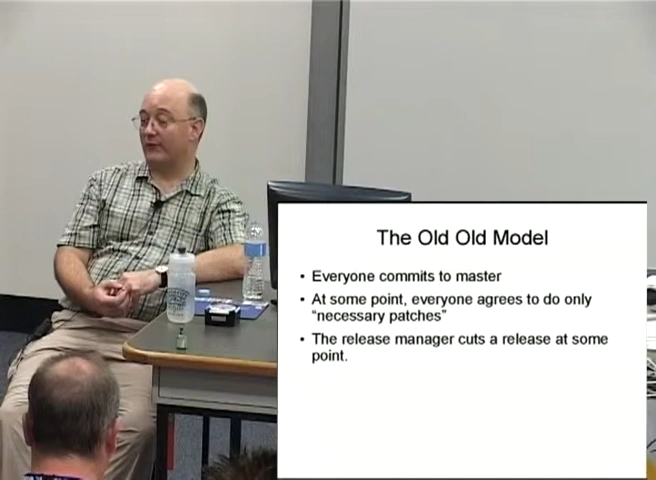 The Old Old Model
• Everyone commits to master
• At some point, everyone agrees to do only
“necessary patches”
• The release manager cuts a release at some
point.